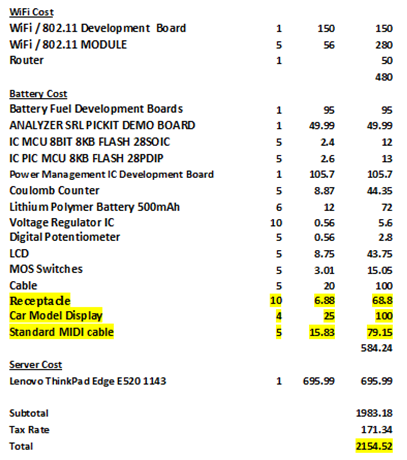 WiFi Cost
WiFi / 802.11 Development Board 1 150 150
WiFi / 802.11 MODULE 5 56 280
Router 1 50
480
Battery Cost
Battery Fuel Development Boards 1 95 95
ANALYZER SRL PICKIT DEMO BOARD 1 49.99 49.99
IC MCU 8BIT 8KB FLASH 28SOIC 5 2.4 12
IC PIC MCU 8KB FLASH 28PDIP 5 2.6 13
Power Management IC Development Board 1 105.7 105.7
Coulomb Counter 5 8.87 44.35
Lithium Polymer Battery 500mAh 6 12 72
Voltage Regulator IC 10 0.56 5.6
Digital Potentiometer 5 0.56 2.8
LCD 5 8.75 43.75
MOS Switches 5 3.01 15.05
Cable 5 20 100
Receptacle 10 6.88 68.8
Car Model Display 4 25 100
Standard MIDI cable 5 15.83 79.15
584.24
Server Cost
Lenovo ThinkPad Edge E520 1143 1 695.99 695.99
Subtotal 1983.18
Tax Rate 171.34
Total 2154.52